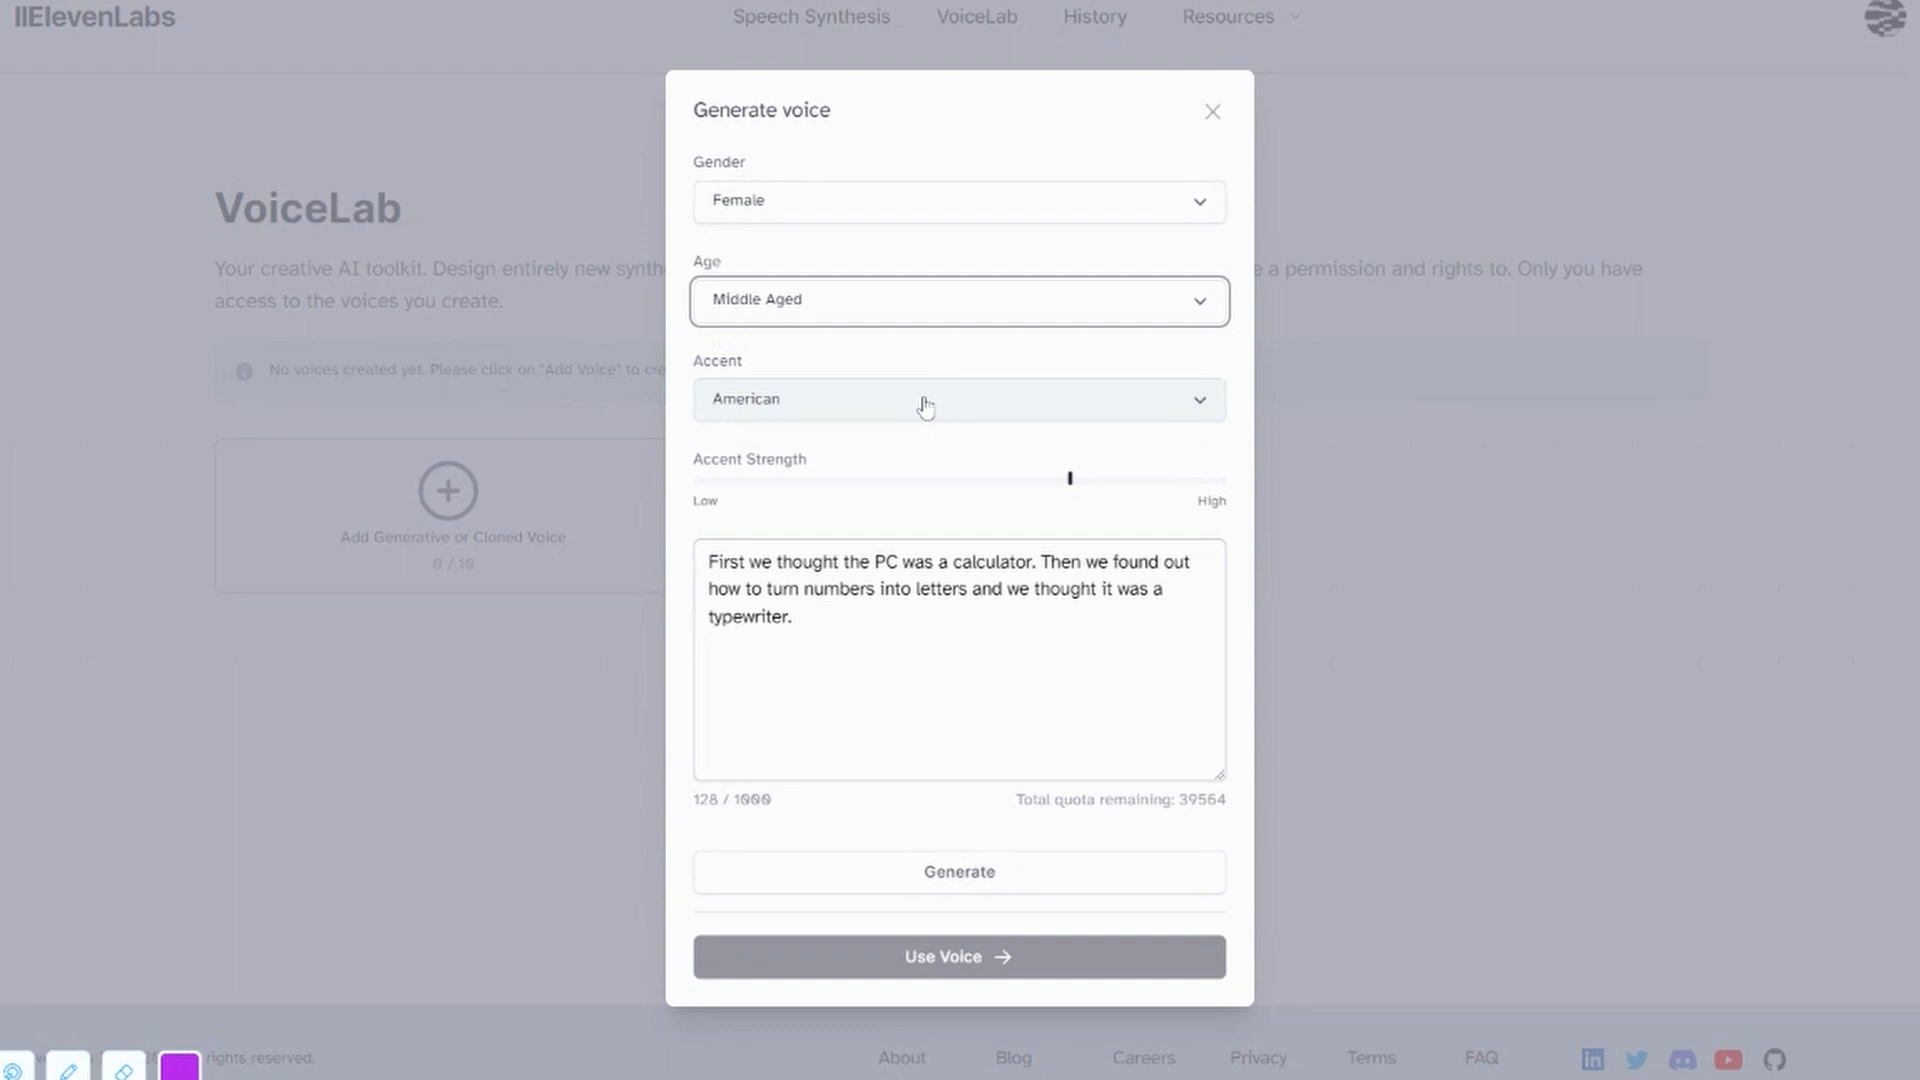 IIElevenLabs
Speech Synthesis
VoiceLab
History
Resources
Generate voice
Gender
Female
VoiceLab
Age
Your creative AI toolkit. Design entirely new synth
e a permission and rights to. Only you have
access to the voices you create.
Middle Aged
Accent
No voices created yet. Please click on "Add Voice" to cre
American
Accent Strength
Low
High
Add Generative or Cloned Voice
0 / 10
First we thought the PC was a calculator. Then we found out
how to turn numbers into letters and we thought it was a
typewriter.
128 / 1000
Total quota remaining: 39564
Generate
Use Voice
rights reserved.
About
Blog
Careers
Privacy
Terms
FAQ